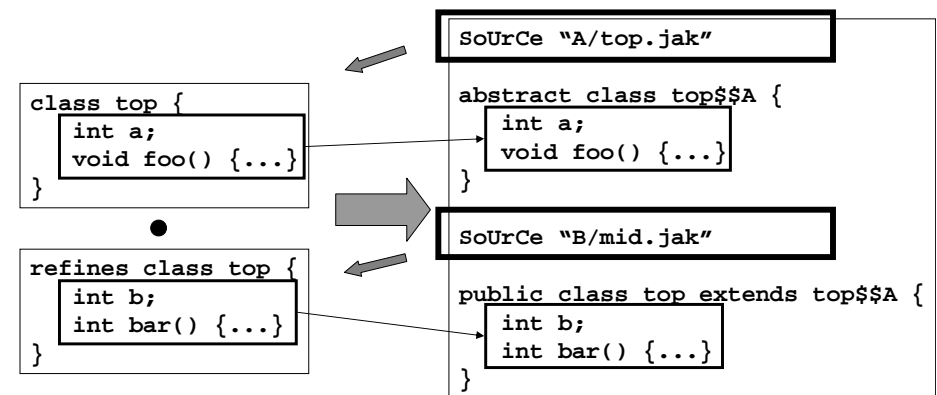 class top {
int a;
void foo() {...}
}
refines class top {
int b;
int bar() {...}
}
SoUrCe “A/top.jak”
abstract class top$$A {
int a;
void foo() {...}
}
SoUrCe “B/mid.jak”
public class top extends top$$A {
int b;
int bar() {...}
}